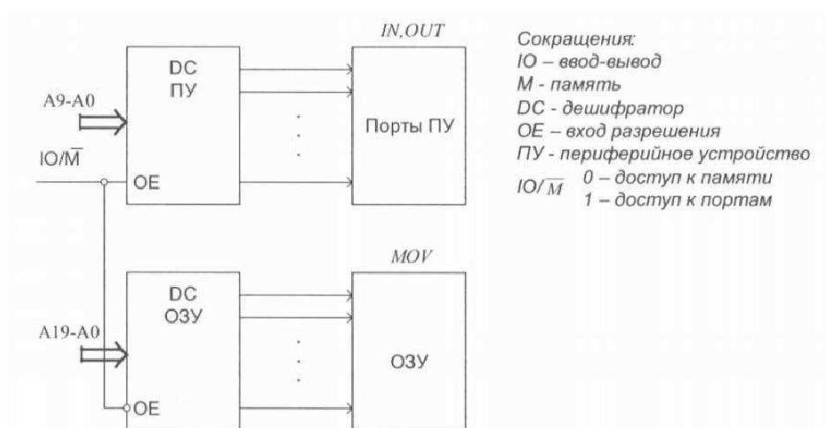 IN,OUT
DC
ПУ
A9-A0
IO/M̅
OE
Порты ПУ
MOV
DC
ОЗУ
A19-A0
OE
ОЗУ
Сокращения:
IO – ввод-вывод
M - память
DC - дешифратор
OE – вход разрешения
ПУ - периферийное устройство
IO/M̅ 0 – доступ к памяти
1 – доступ к портам